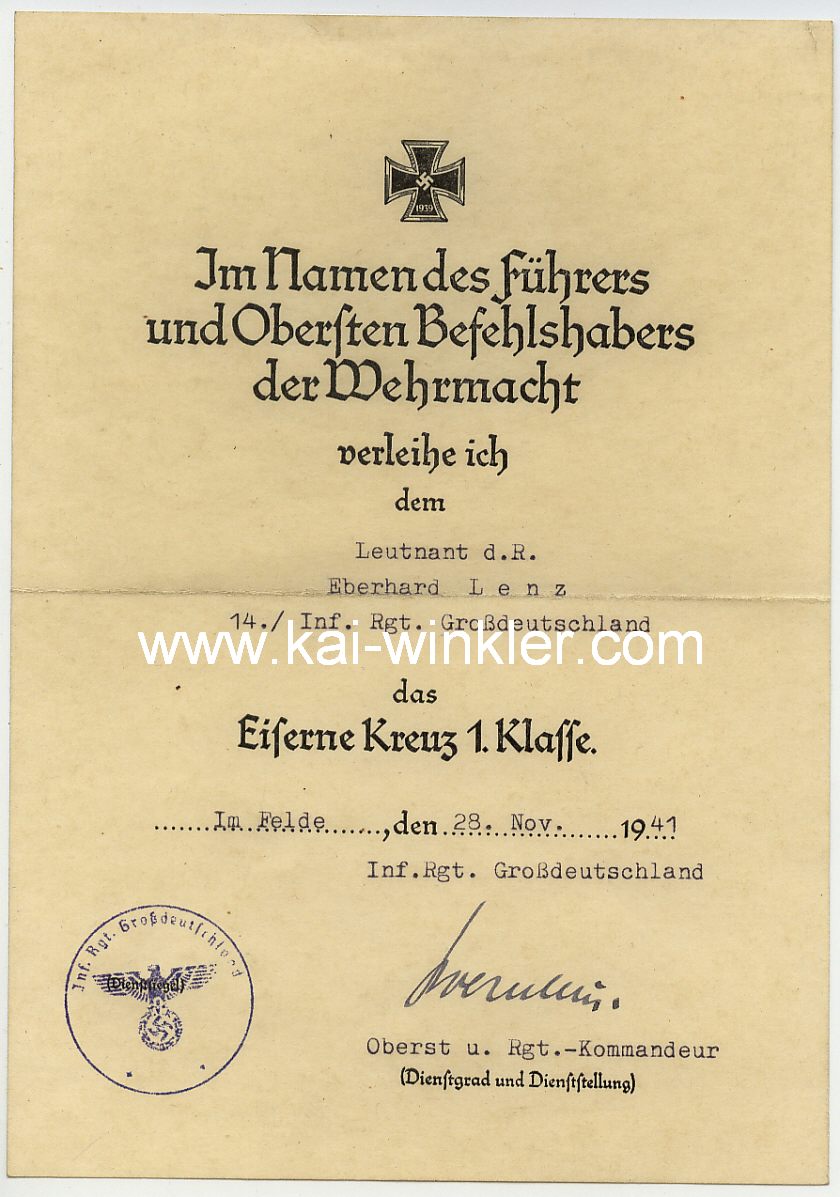 1939
Im Namen des Führers
und Oberſten Befehlshabers
der Wehrmacht
verleihe ich
dem
Leutnant d.R.
Eberhard L e n z
14./ Inf. Rgt. Großdeutschland
www.kai-winkler.com
das
Eiſerne Kreuz 1. Klaſſe.
.......Im Felde......., den 28. Nov. ....... 1941
Inf.Rgt. Großdeutschland
Inf. Rgt. Großdeutſchland
(Dienſtſiegel)
Oberst u. Rgt.-Kommandeur
(Dienſtgrad und Dienſtſtellung)